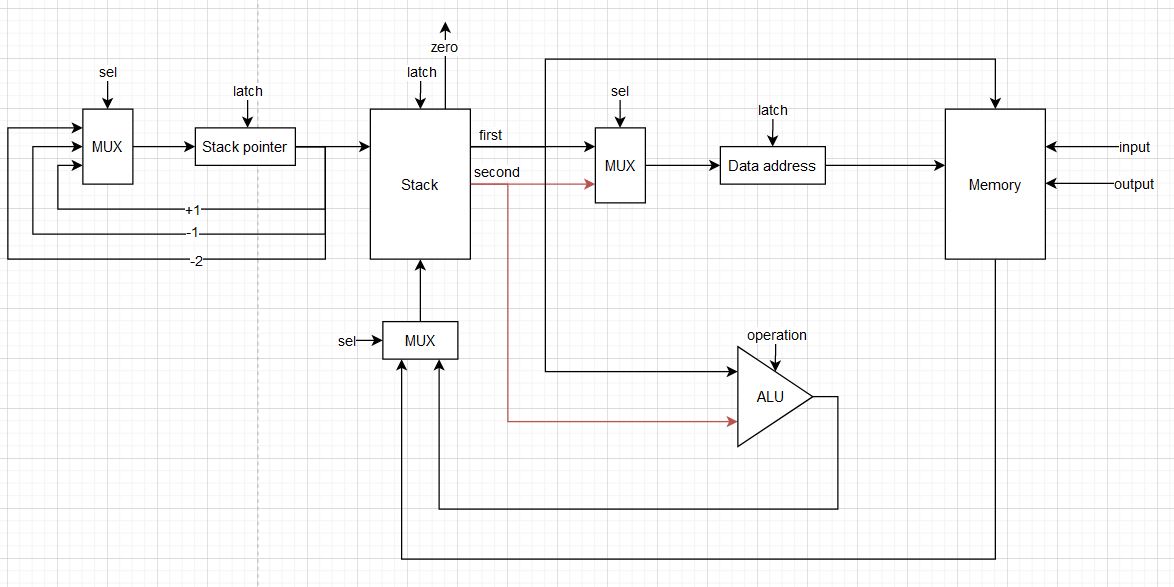 zero
sel
latch
latch
sel
latch
MUX
Stack pointer
first
MUX
Data address
input
second
Stack
Memory
output
+1
-1
-2
sel
MUX
operation
ALU